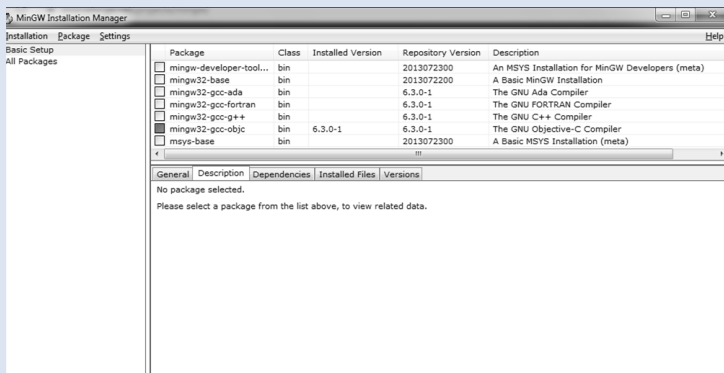 MinGW Installation Manager
Installation Package Settings Help
Basic Setup
All Packages
Package Class Installed Version Repository Version Description
mingw-developer-tool... bin 2013072300 An MSYS Installation for MinGW Developers (meta)
mingw32-base bin 2013072200 A Basic MinGW Installation
mingw32-gcc-ada bin 6.3.0-1 The GNU Ada Compiler
mingw32-gcc-fortran bin 6.3.0-1 The GNU FORTRAN Compiler
mingw32-gcc-g++ bin 6.3.0-1 The GNU C++ Compiler
mingw32-gcc-objc bin 6.3.0-1 6.3.0-1 The GNU Objective-C Compiler
msys-base bin 2013072300 A Basic MSYS Installation (meta)
General Description Dependencies Installed Files Versions
No package selected.
Please select a package from the list above, to view related data.